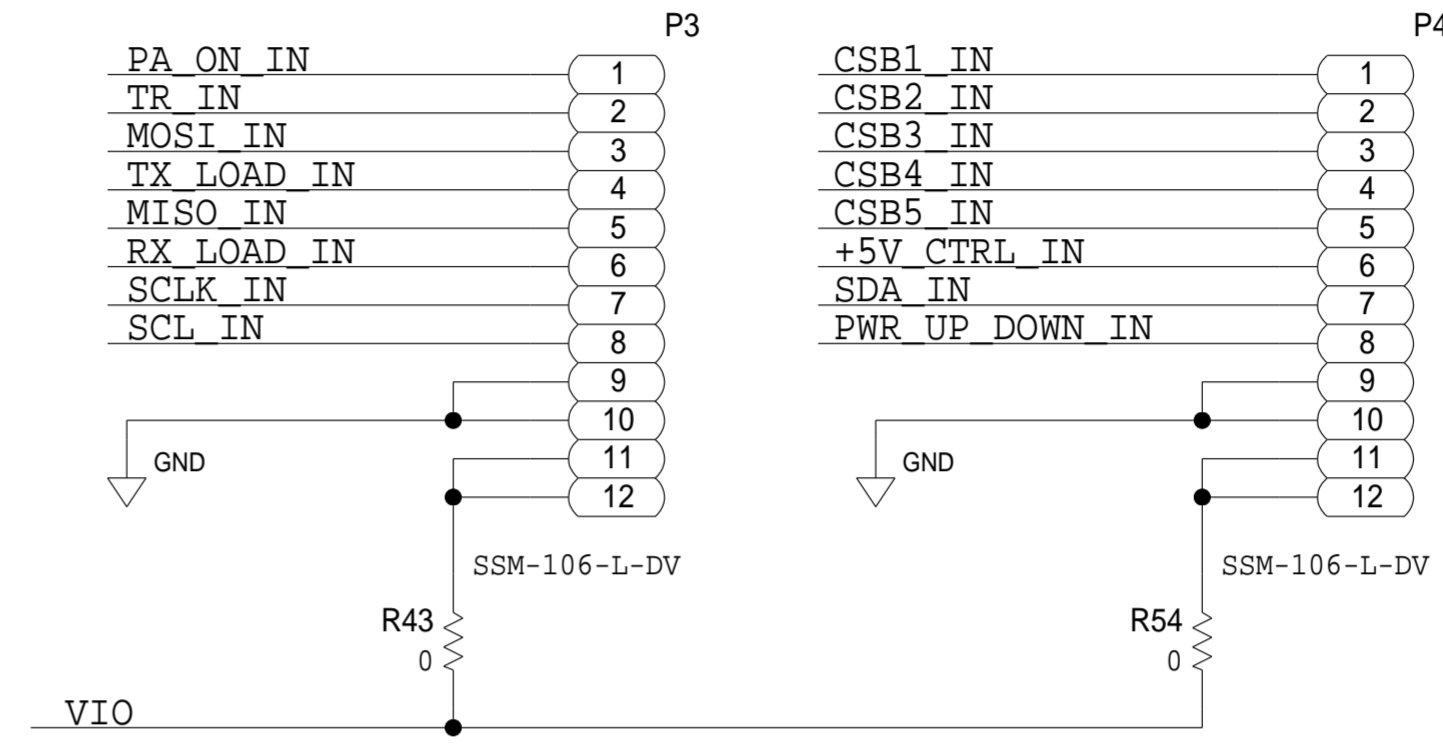 P3
PA_ON_IN 1
TR_IN 2
MOSI_IN 3
TX_LOAD_IN 4
MISO_IN 5
RX_LOAD_IN 6
SCLK_IN 7
SCL_IN 8
9
10
GND 11
12
SSM-106-L-DV
R43
0
P4
CSB1_IN 1
CSB2_IN 2
CSB3_IN 3
CSB4_IN 4
CSB5_IN 5
+5V_CTRL_IN 6
SDA_IN 7
PWR_UP_DOWN_IN 8
9
10
GND 11
12
SSM-106-L-DV
R54
0
VIO